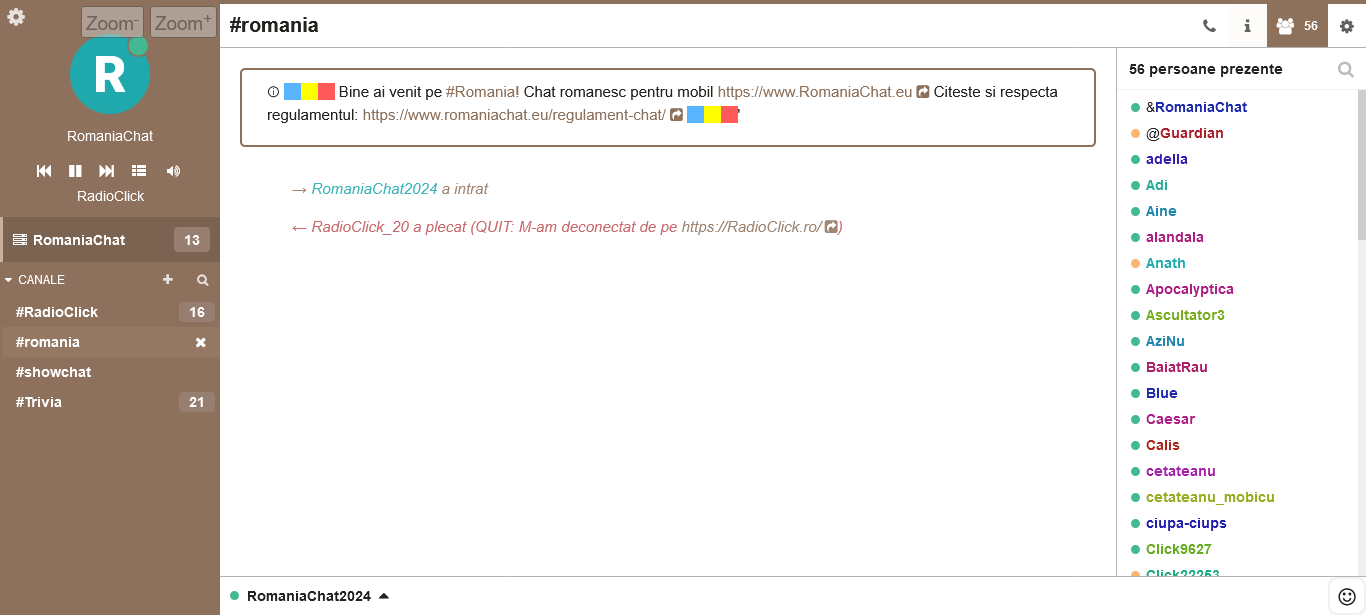 Zoom- Zoom+
R
RomaniaChat
RadioClick
RomaniaChat 13
CANALE
#RadioClick 16
#romania
#showchat
#Trivia 21
#romania
56
Bine ai venit pe #Romania! Chat romanesc pentru mobil https://www.RomaniaChat.eu Citeste si respecta
regulamentul: https://www.romaniachat.eu/regulament-chat/ '
→ RomaniaChat2024 a intrat
← RadioClick_20 a plecat (QUIT: M-am deconectat de pe https://RadioClick.ro/)
RomaniaChat2024
56 persoane prezente
&RomaniaChat
@Guardian
adella
Adi
Aine
alandala
Anath
Apocalyptica
Ascultator3
AziNu
BaiatRau
Blue
Caesar
Calis
cetateanu
cetateanu_mobicu
ciupa-ciups
Click9627
Click22253